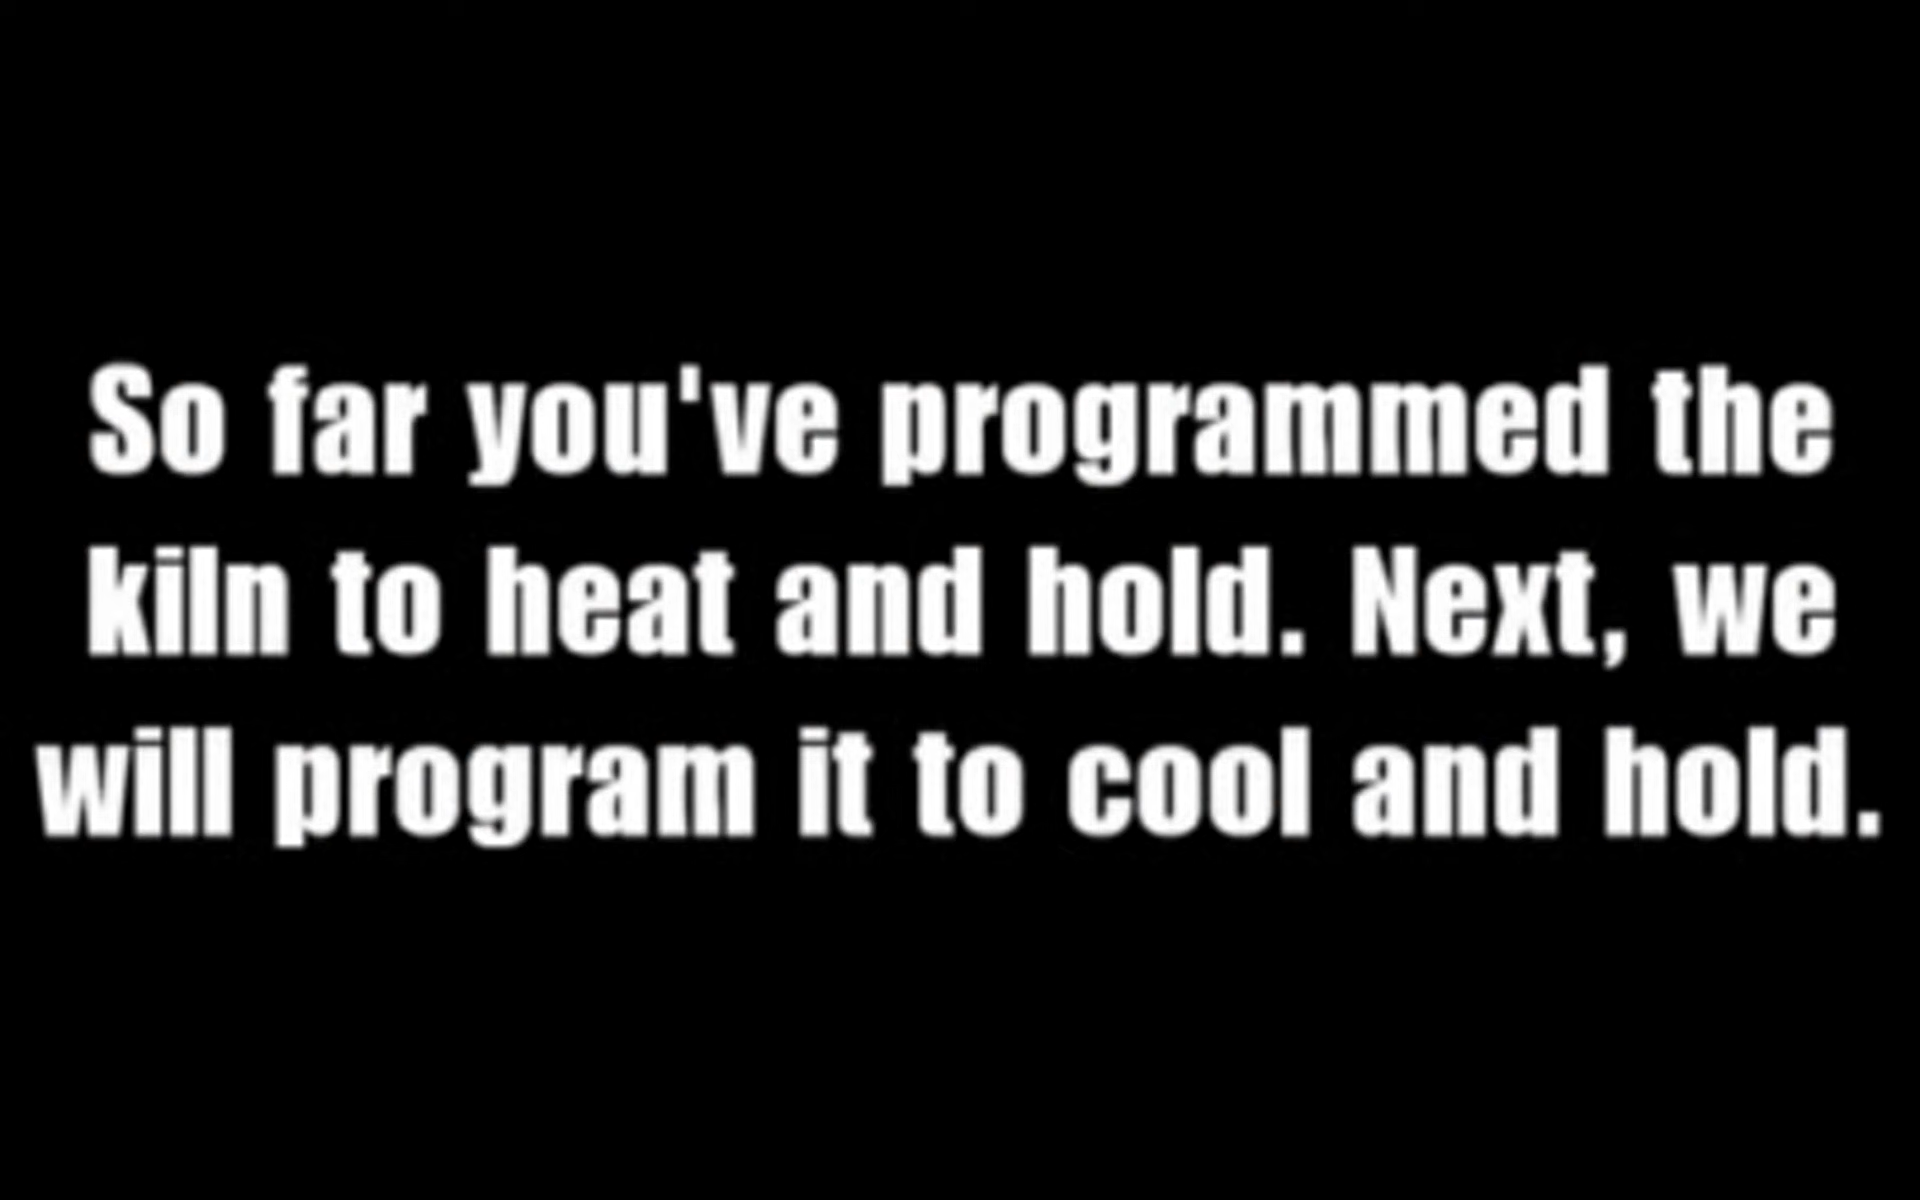 So far you've programmed the
kiln to heat and hold. Next, we
will program it to cool and hold.